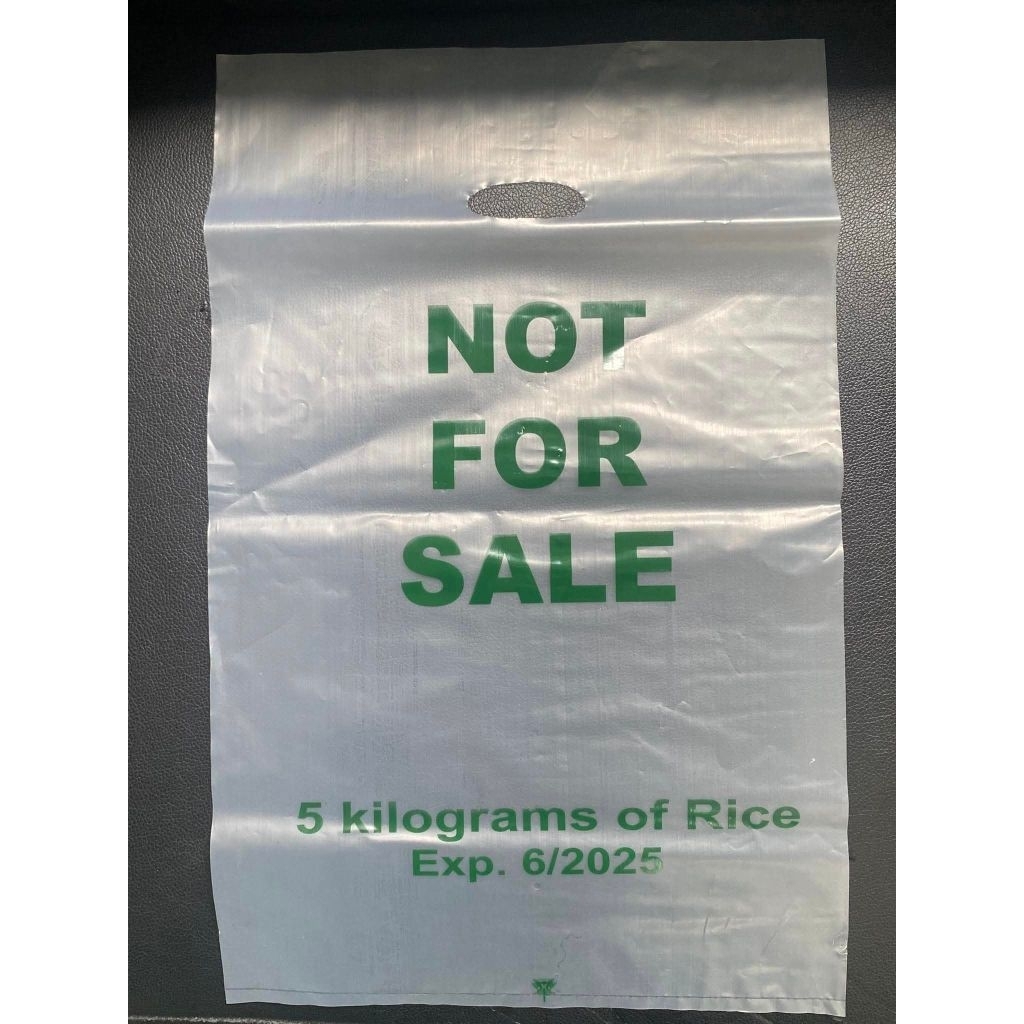 NOT
FOR
SALE
5 kilograms of Rice
Exp. 6/2025